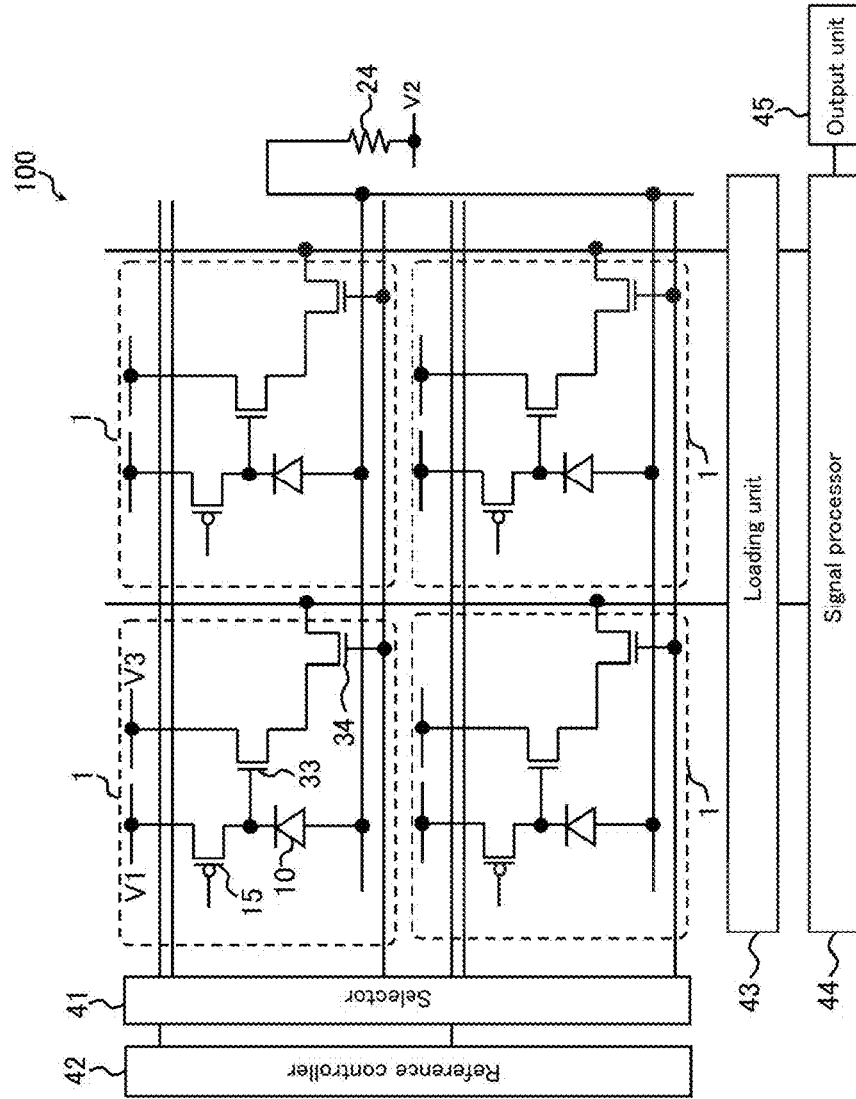 100
42
Reference controller
41
Selector
1
V1
V3
15
10
33
34
1
24
V2
1
1
43
Loading unit
44
Signal processor
45
Output unit